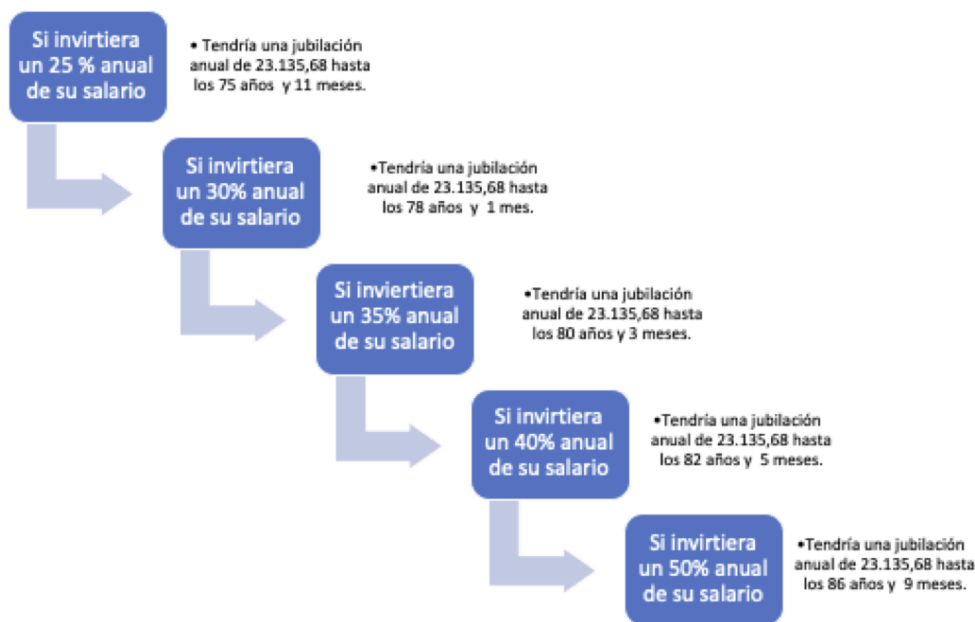 Si invirtiera
un 25 % anual
de su salario
• Tendría una jubilación
anual de 23.135,68 hasta
los 75 años y 11 meses.
Si invirtiera
un 30% anual
de su salario
•Tendría una jubilación
anual de 23.135,68 hasta
los 78 años y 1 mes.
Si inviertiera
un 35% anual
de su salario
•Tendría una jubilación
anual de 23.135,68 hasta
los 80 años y 3 meses.
Si invirtiera
un 40% anual
de su salario
•Tendría una jubilación
anual de 23.135,68 hasta
los 82 años y 5 meses.
Si invirtiera
un 50% anual
de su salario
•Tendría una jubilación
anual de 23.135,68 hasta
los 86 años y 9 meses.